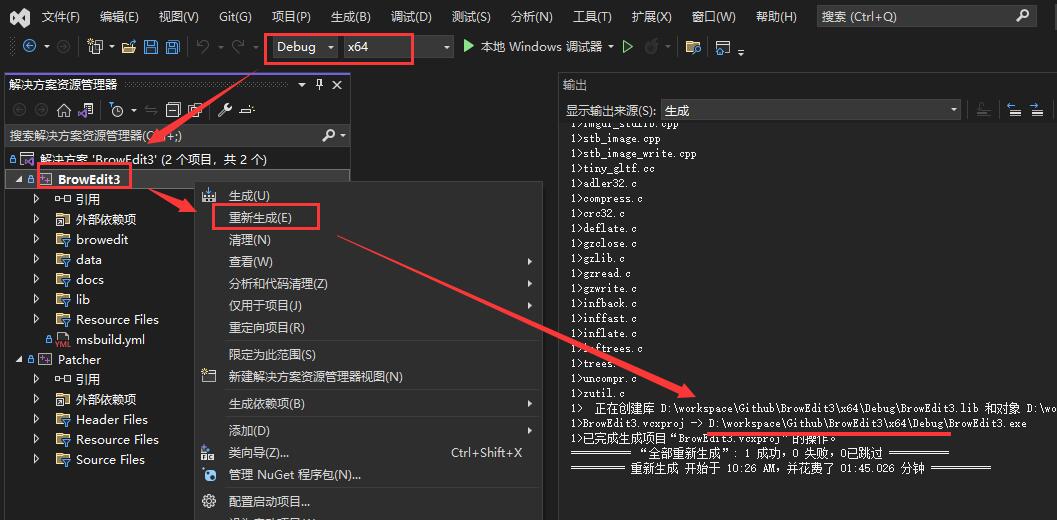 文件(F) 编辑(E) 视图(V) Git(G) 项目(P) 生成(B) 调试(D) 测试(S) 分析(N) 工具(T) 扩展(X) 窗口(W) 帮助(H) 搜索 (Ctrl+Q)
Debug x64 本地 Windows 调试器
解决方案资源管理器
搜索解决方案资源管理器(Ctrl+;)
解决方案 'BrowEdit3' (2 个项目，共 2 个)
BrowEdit3
引用
外部依赖项
browedit
data
docs
lib
Resource Files
msbuild.yml
Patcher
引用
外部依赖项
Header Files
Resource Files
Source Files
生成(U)
重新生成(E)
清理(N)
查看(W)
分析和代码清理(Z)
仅用于项目(J)
重定向项目(R)
限定为此范围(S)
新建解决方案资源管理器视图(N)
生成依赖项(B)
添加(D)
类向导(Z)... Ctrl+Shift+X
管理 NuGet 程序包(N)...
配置启动项目...
输出
显示输出来源(S): 生成
1>imgui_stdlib.cpp
1>stb_image.cpp
1>stb_image_write.cpp
1>tiny_gltf.cc
1>adler32.c
1>compress.c
1>crc32.c
1>deflate.c
1>gzclose.c
1>gzlib.c
1>gzread.c
1>gzwrite.c
1>infback.c
1>inffast.c
1>inflate.c
1>inftrees.c
1>trees.c
1>uncompr.c
1>zutil.c
1> 正在创建库 D:\workspace\Github\BrowEdit3\x64\Debug\BrowEdit3.lib 和对象 D:\wo
1>BrowEdit3.vcxproj -> D:\workspace\Github\BrowEdit3\x64\Debug\BrowEdit3.exe
1>已完成生成项目“BrowEdit3.vcxproj”的操作。
========== “全部重新生成”: 1 成功，0 失败，0已跳过 ==========
========= 重新生成 开始于 10:26 AM，并花费了 01:45.026 分钟 ==========